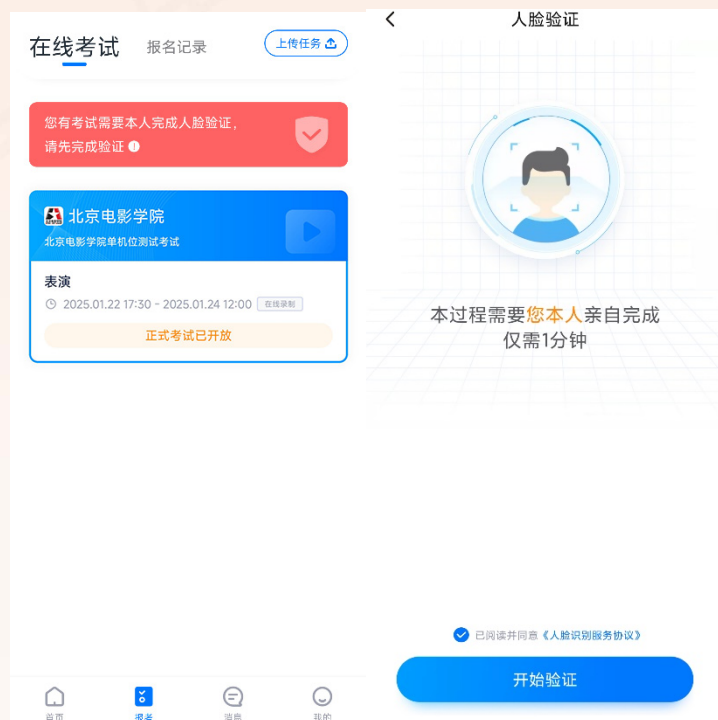 在线考试
报名记录
上传任务
您有考试需要本人完成人脸验证，
请先完成验证
北京电影学院
北京电影学院单机位测试考试
表演
2025.01.22 17:30 - 2025.01.24 12:00
在线录制
正式考试已开放
首页
报考
消息
我的
人脸验证
本过程需要您本人亲自完成
仅需1分钟
已阅读并同意《人脸识别服务协议》
开始验证